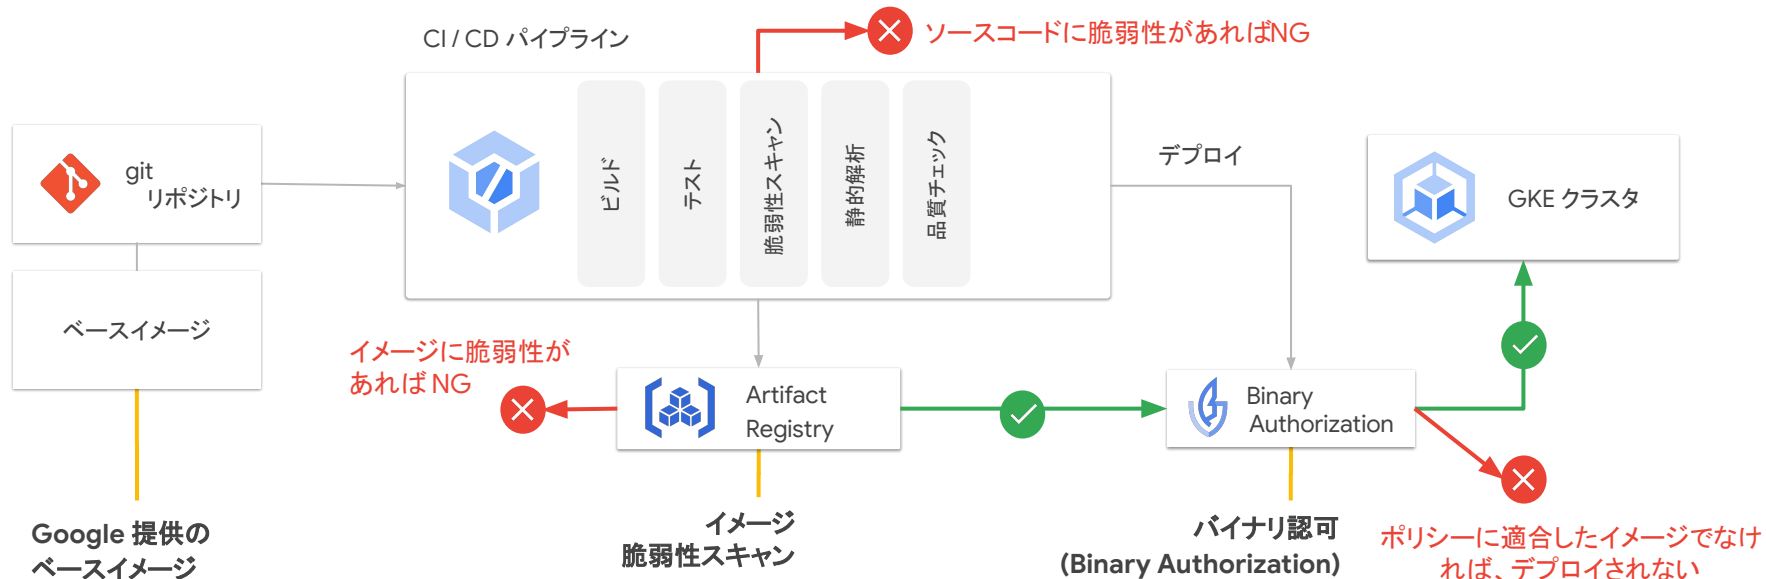 CI / CD パイプライン
ソースコードに脆弱性があればNG
git
リポジトリ
ビルド
テスト
脆弱性スキャン
静的解析
品質チェック
デプロイ
GKE クラスタ
ベースイメージ
イメージに脆弱性が
あれば NG
Artifact
Registry
Binary
Authorization
Google 提供の
ベースイメージ
イメージ
脆弱性スキャン
バイナリ認可
(Binary Authorization)
ポリシーに適合したイメージでなけ
れば、デプロイされない